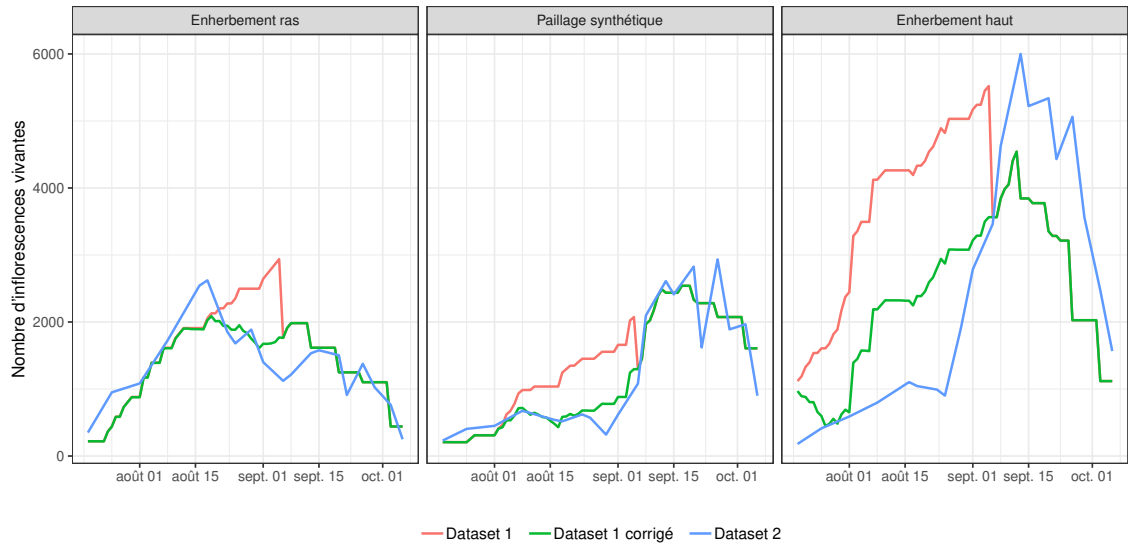 Enherbement ras Paillage synthétique Enherbement haut
Nombre d'inflorescences vivantes
6000
4000
2000
0
août 01 août 15 sept. 01 sept. 15 oct. 01 août 01 août 15 sept. 01 sept. 15 oct. 01 août 01 août 15 sept. 01 sept. 15 oct. 01
Dataset 1 Dataset 1 corrigé Dataset 2